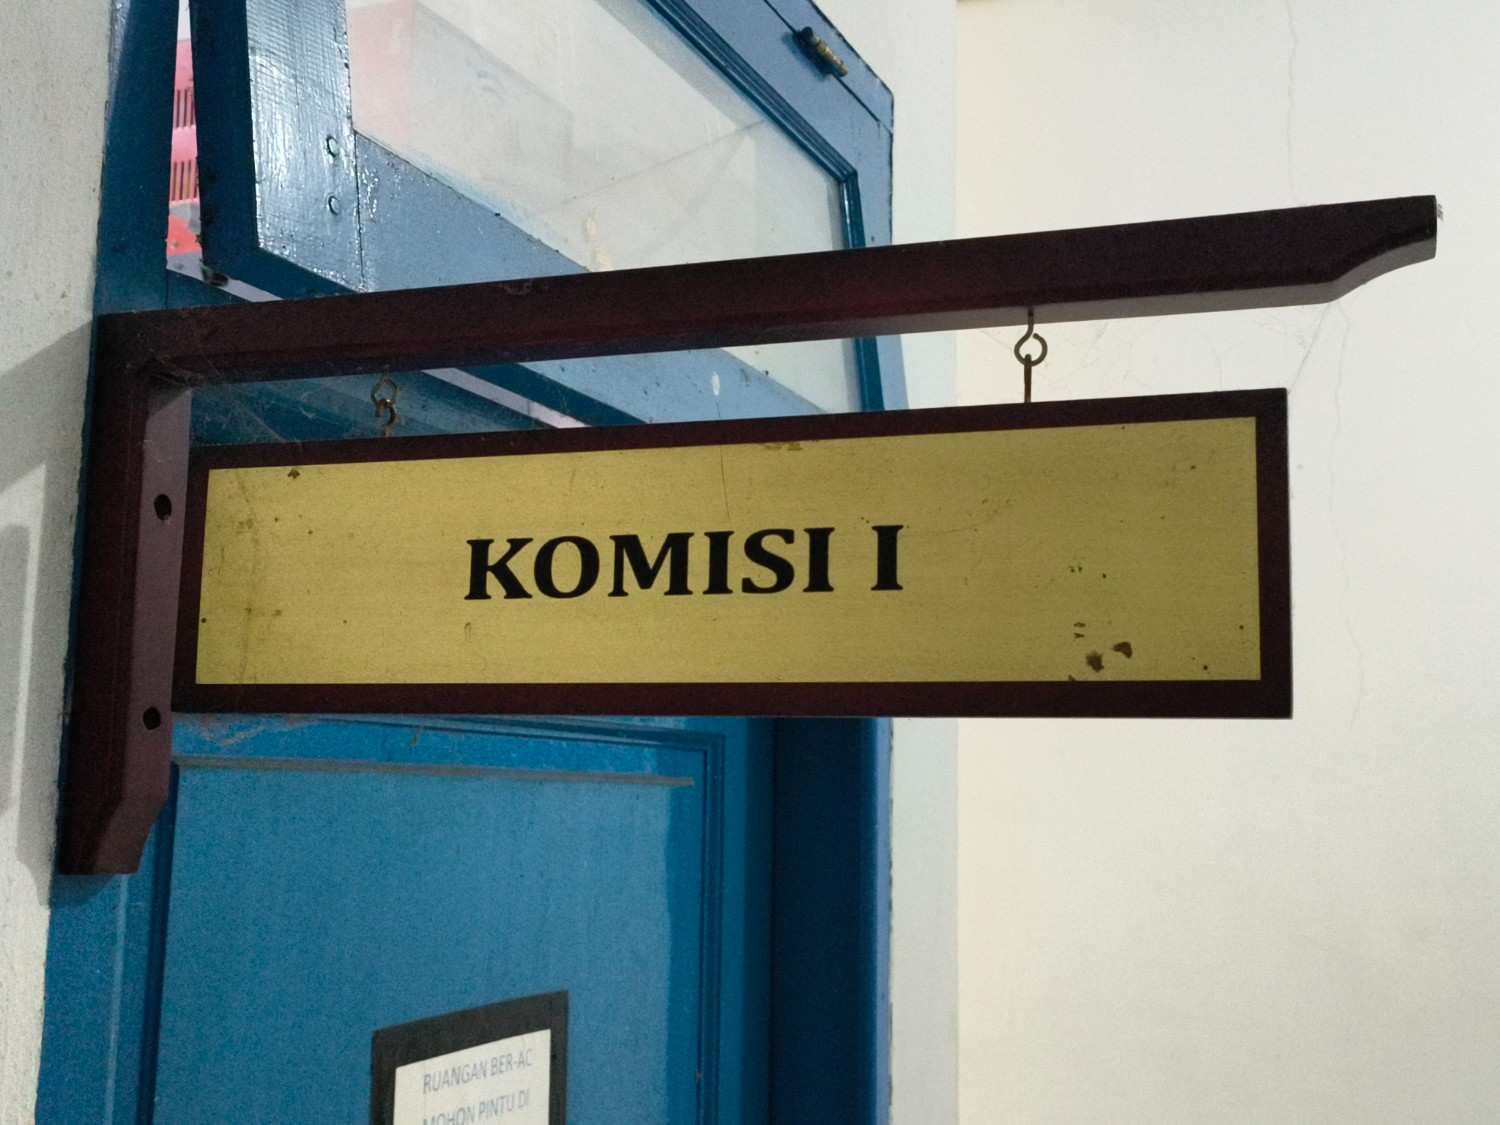 KOMISI I
RUANGAN BER-AC
MOHON PINTU DI